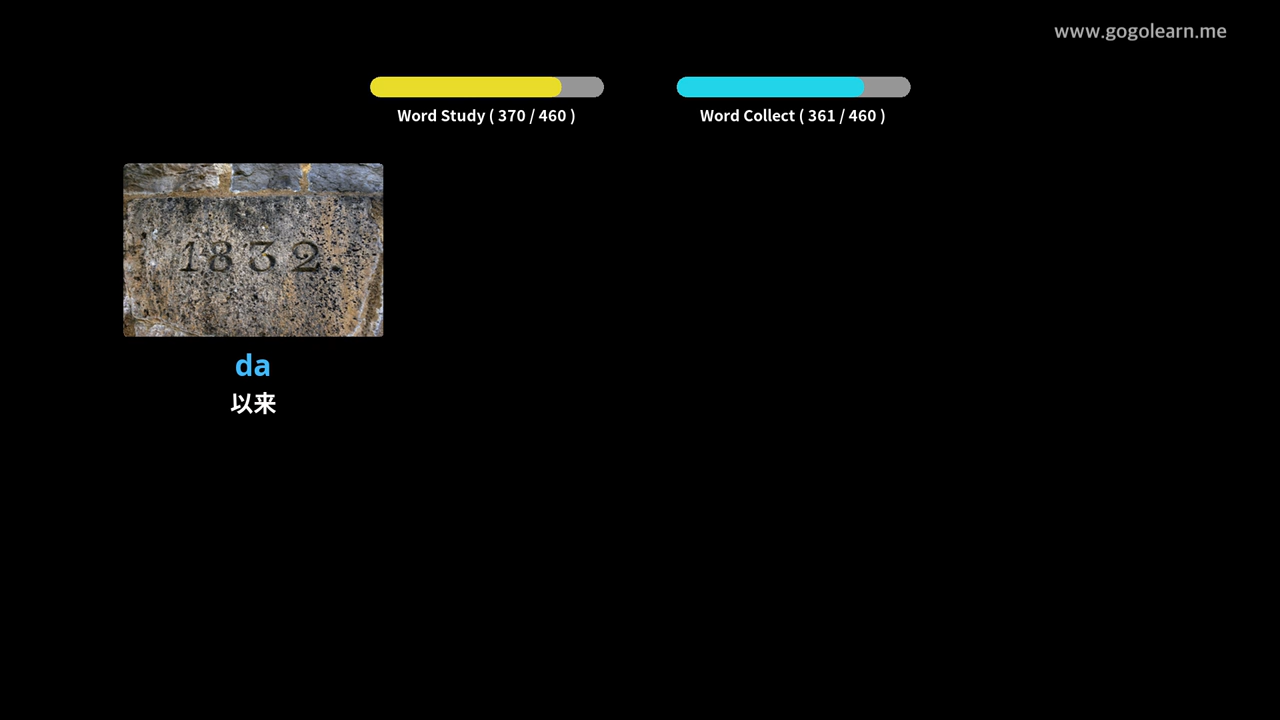 www.gogolearn.me
Word Study ( 370 / 460 )
Word Collect ( 361 / 460 )
1832.
da
以来